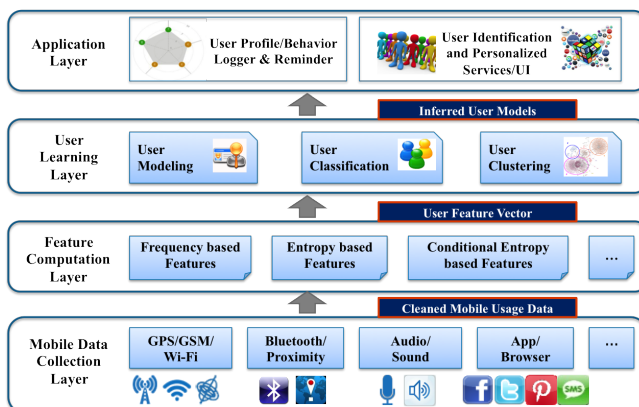 Application
Layer
User Profile/Behavior
Logger & Reminder
User Identification
and Personalized
Services/UI
Inferred User Models
User
Learning
Layer
User
Modeling
User
Classification
User
Clustering
User Feature Vector
Feature
Computation
Layer
Frequency based
Features
Entropy based
Features
Conditional Entropy
based Features
...
Cleaned Mobile Usage Data
Mobile Data
Collection
Layer
GPS/GSM/
Wi-Fi
Bluetooth/
Proximity
Audio/
Sound
App/
Browser
...
SMS